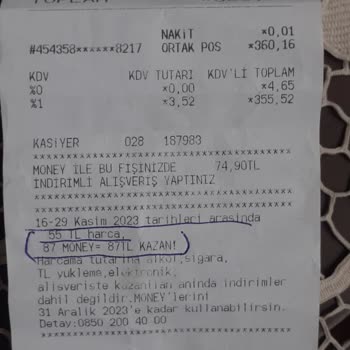 TOPLAM
NAKİT *0,01
#454358******8217 ORTAK POS *360,16
KDV KDV TUTARI KDV'Lİ TOPLAM
%0 *0,00 *4,65
%1 *3,52 *355,52
KASİYER 028 187983
MONEY İLE BU FİŞİNİZDE 74,90TL
İNDİRİMLİ ALIŞVERİŞ YAPTINIZ
16-29 Kasım 2023 tarihleri arasında
55 TL harca,
87 MONEY= 87TL KAZAN!
Harcama tutarına alkol,sigara,
TL yükleme,elektronik,
alışverişte kazanılan anında indirimler
dahil değildir.MONEY'lerini
31 Aralık 2023'e kadar kullanabilirsin.
Detay:0850 200 40 00